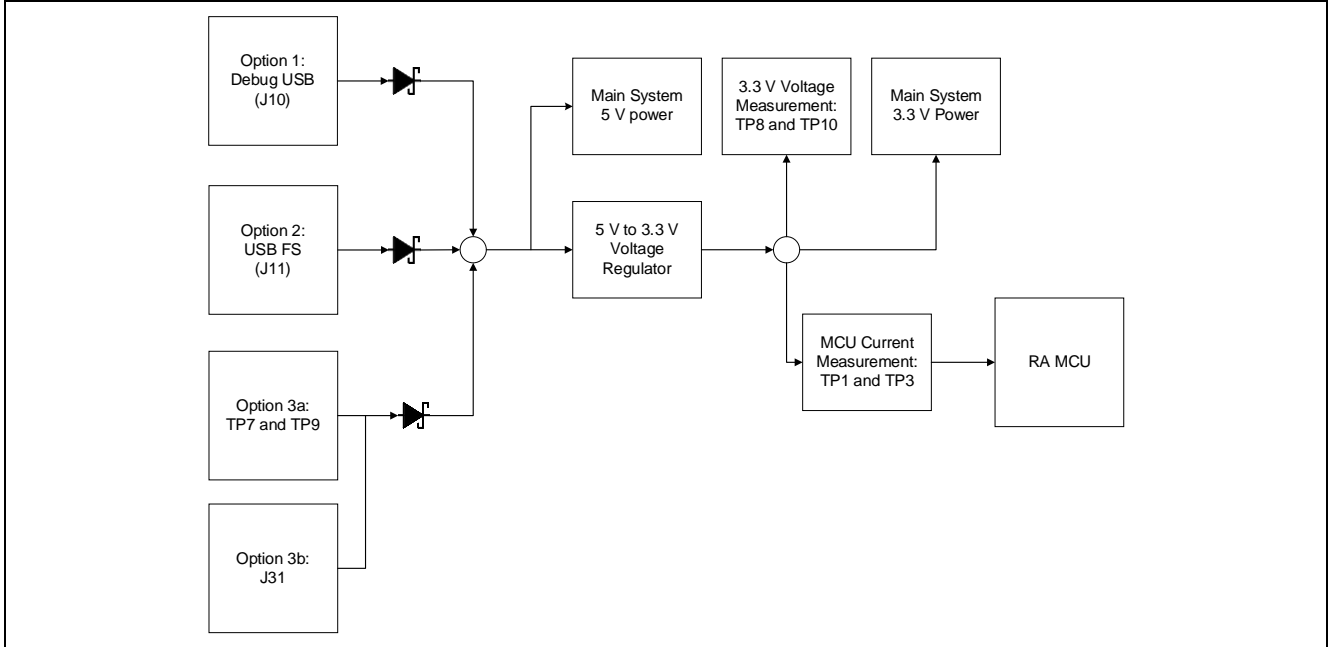 Option 1:
Debug USB
(J10)
Main System
5 V power
3.3 V Voltage
Measurement:
TP8 and TP10
Main System
3.3 V Power
Option 2:
USB FS
(J11)
5 V to 3.3 V
Voltage
Regulator
MCU Current
Measurement:
TP1 and TP3
RA MCU
Option 3a:
TP7 and TP9
Option 3b:
J31